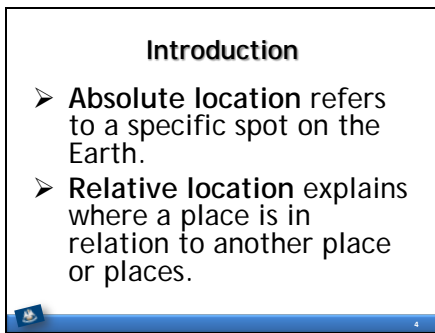 Introduction
➢ Absolute location refers
to a specific spot on the
Earth.
➢ Relative location explains
where a place is in
relation to another place
or places.
4